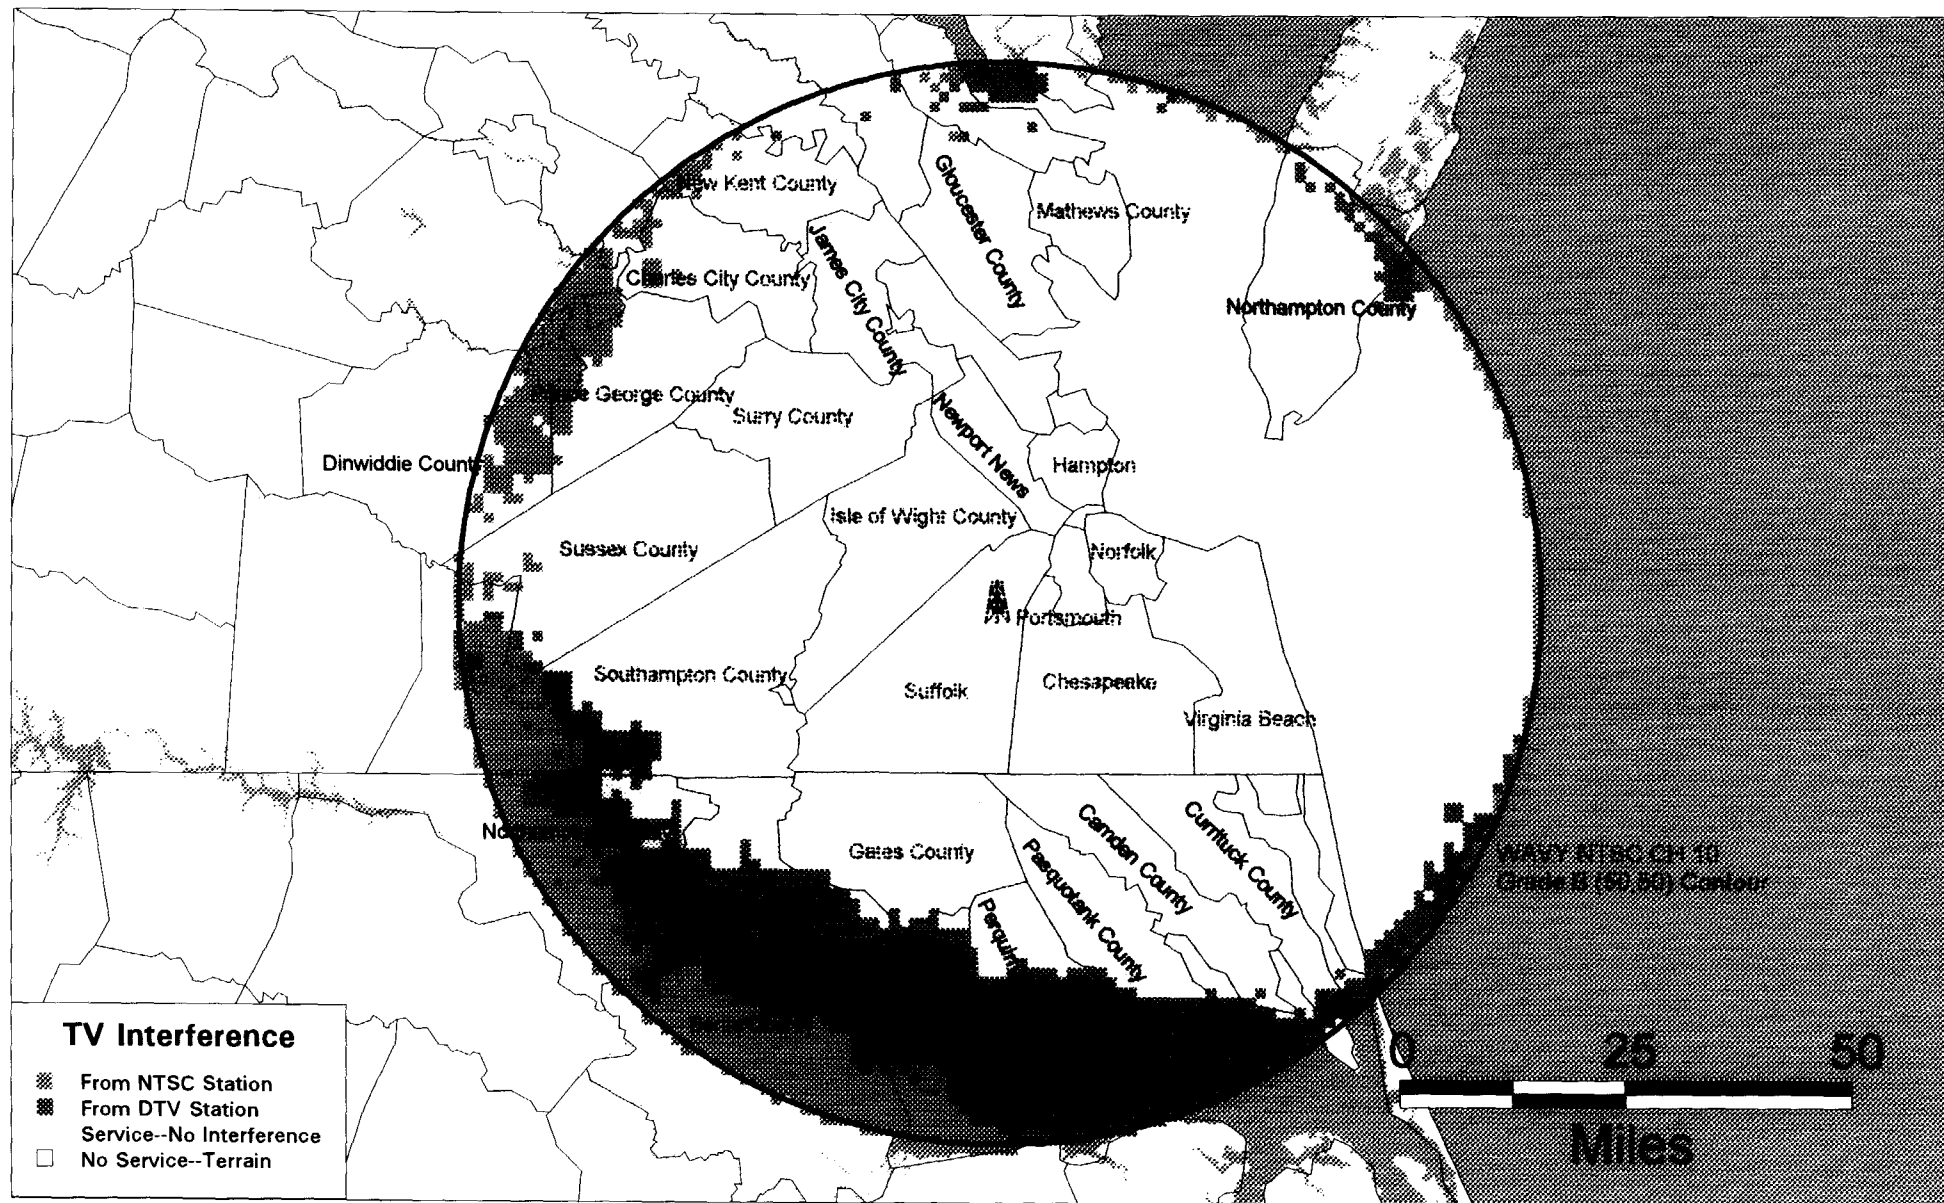 New Kent County
Gloucester County
Mathews County
James City County
Charles City County
Northampton County
George County
Surry County
Newport News
Dinwiddie County
Hampton
Isle of Wight County
Sussex County
Norfolk
Portsmouth
Southampton County
Suffolk
Chesapeake
Virginia Beach
Gates County
Camden County
Currituck County
Pasquotank County
WAVY NTSC CH 10
Grade B (50,50) Contour
0 25 50
Miles
TV Interference
From NTSC Station
From DTV Station
Service--No Interference
No Service--Terrain